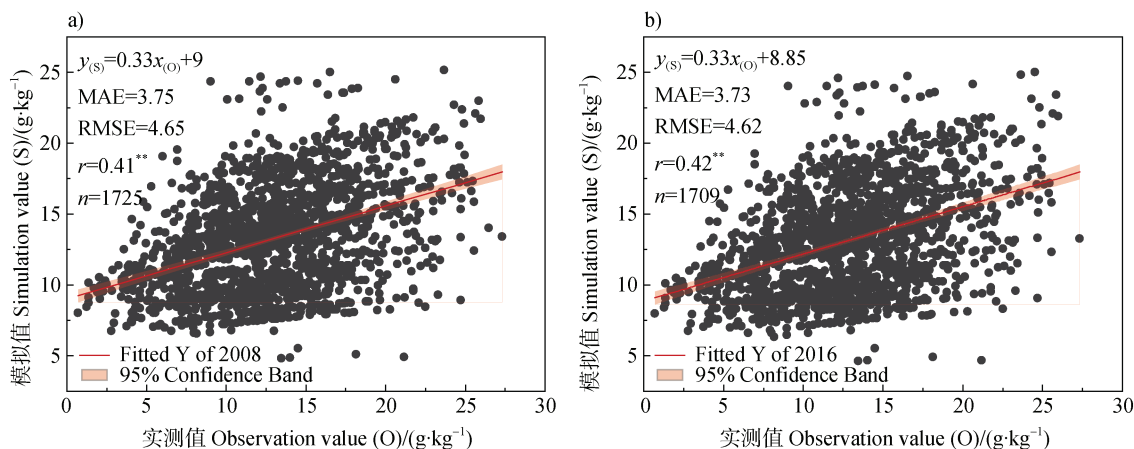 a)
y(S)=0.33x(O)+9
MAE=3.75
RMSE=4.65
r=0.41**
n=1725
Fitted Y of 2008
95% Confidence Band
模拟值 Simulation value (S)/(g·kg⁻¹)
25
20
15
10
5
0 5 10 15 20 25 30
实测值 Observation value (O)/(g·kg⁻¹)
b)
y(S)=0.33x(O)+8.85
MAE=3.73
RMSE=4.62
r=0.42**
n=1709
Fitted Y of 2016
95% Confidence Band
模拟值 Simulation value (S)/(g·kg⁻¹)
25
20
15
10
5
0 5 10 15 20 25 30
实测值 Observation value (O)/(g·kg⁻¹)